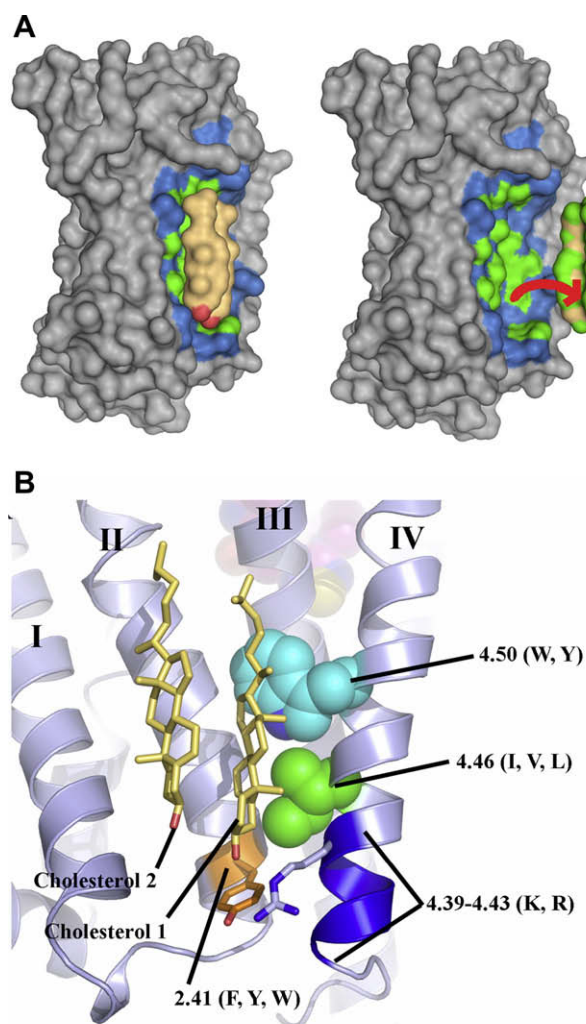 A
B
I
II
III
IV
4.50 (W, Y)
4.46 (I, V, L)
4.39-4.43 (K, R)
Cholesterol 2
Cholesterol 1
2.41 (F, Y, W)